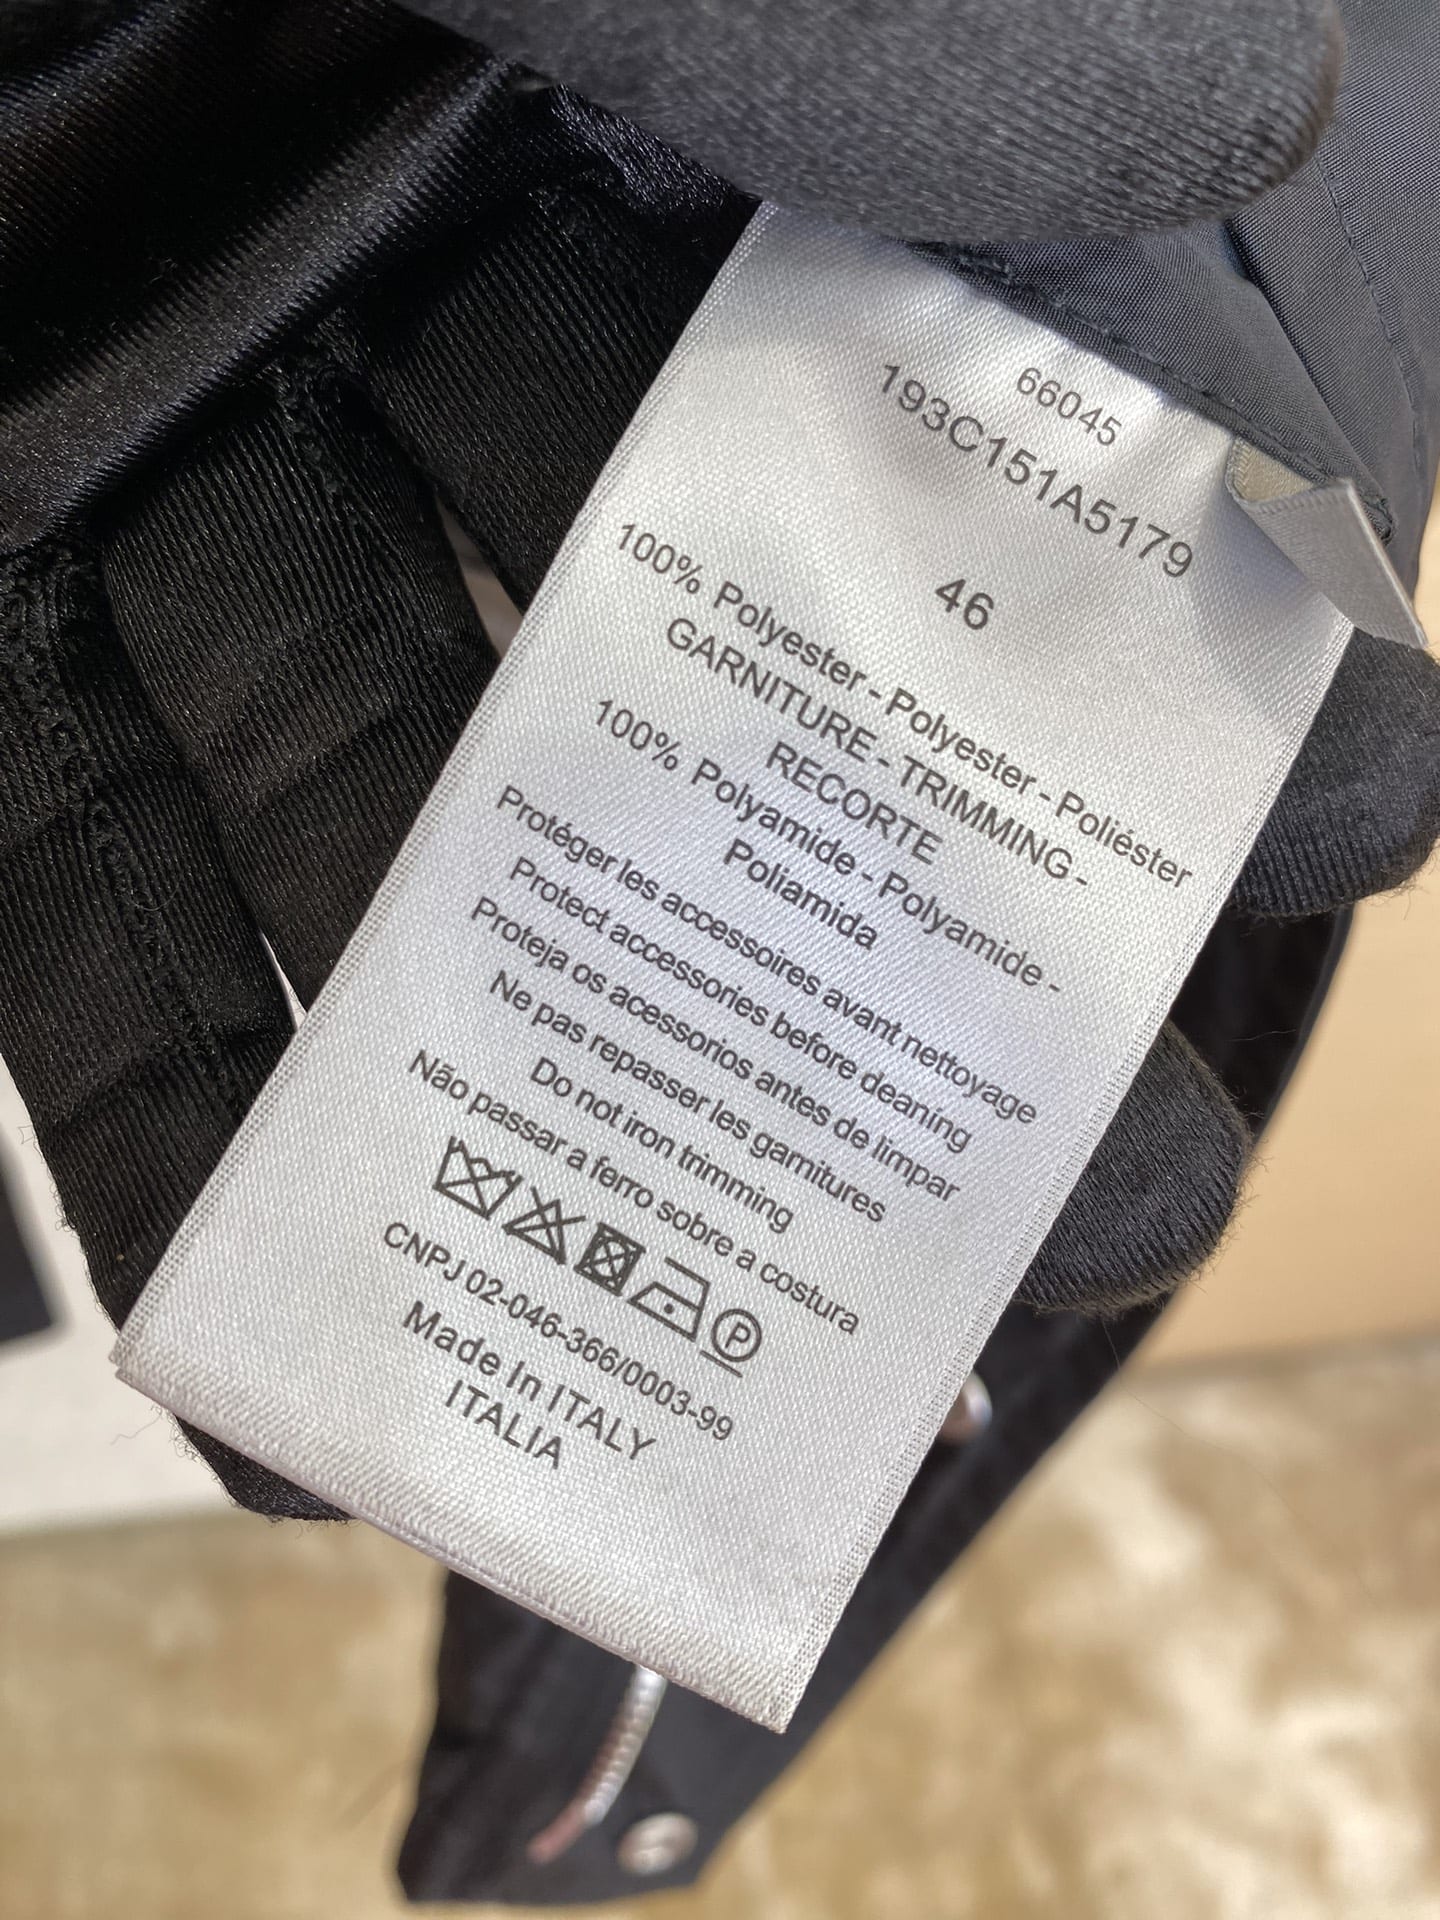 66045
193C151A5179
46
100% Polyester - Polyester - Poliéster
GARNITURE - TRIMMING -
RECORTE
100% Polyamide - Polyamide -
Poliamida
Protéger les accessoires avant nettoyage
Protect accessories before deaning
Proteja os acessorios antes de limpar
Ne pas repasser les garnitures
Do not iron trimming
Não passar a ferro sobre a costura
P
CNPJ 02-046-366/0003-99
Made In ITALY
ITALIA